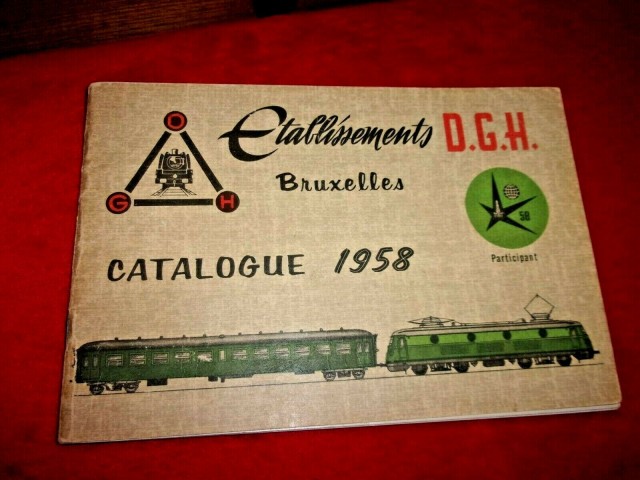 D
G H
Etablissements D.G.H.
Bruxelles
58
Participant
CATALOGUE 1958